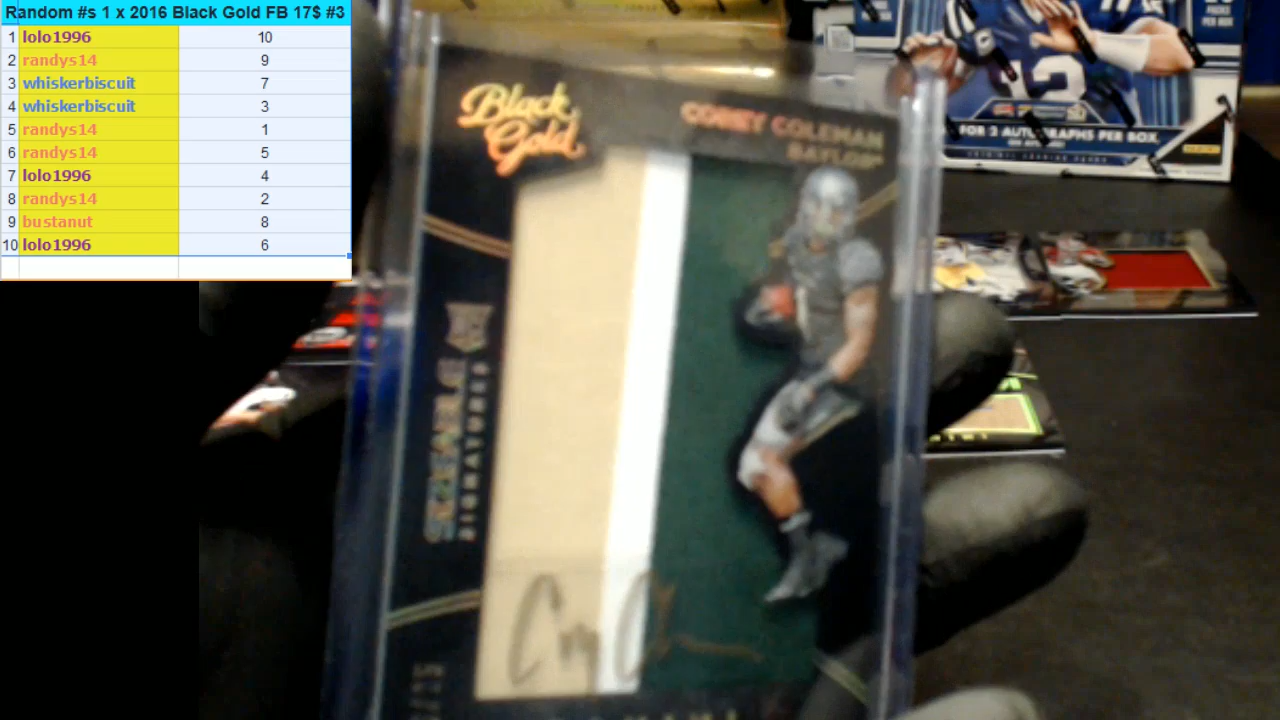 Random #s 1 x 2016 Black Gold FB 17$ #3
1 lolo1996 10
2 randys14 9
3 whiskerbiscuit 7
4 whiskerbiscuit 3
5 randys14 1
6 randys14 5
7 lolo1996 4
8 randys14 2
9 bustanut 8
10 lolo1996 6
Black
Gold
COREY COLEMAN
BAYLOR
SIZEABLE
SIGNATURES
FOR 2 AUTOGRAPHS PER BOX